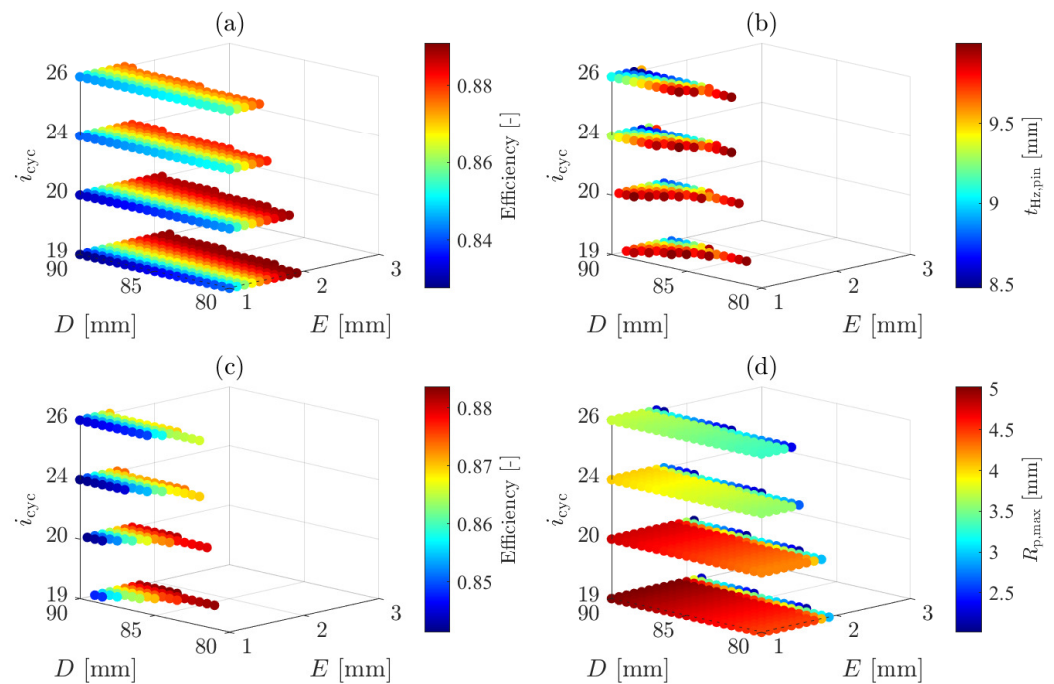 (a)
26
24
20
19
i_cyc
90
85
80
D [mm]
1
2
3
E [mm]
0.88
0.86
0.84
Efficiency [-]
(b)
26
24
20
19
i_cyc
90
85
80
D [mm]
1
2
3
E [mm]
9.5
9
8.5
t_Hz,pin [mm]
(c)
26
24
20
19
i_cyc
90
85
80
D [mm]
1
2
3
E [mm]
0.88
0.87
0.86
0.85
Efficiency [-]
(d)
26
24
20
19
i_cyc
90
85
80
D [mm]
1
2
3
E [mm]
5
4.5
4
3.5
3
2.5
R_p,max [mm]